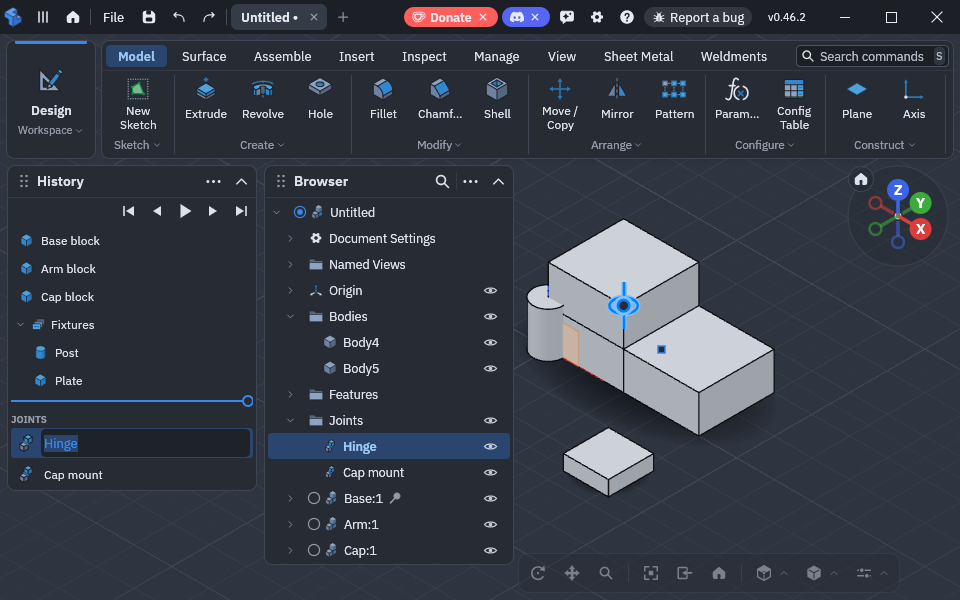 File
Untitled •
Donate
Report a bug
v0.46.2
Design
Workspace
Model
Surface
Assemble
Insert
Inspect
Manage
View
Sheet Metal
Weldments
Search commands
S
New Sketch
Extrude
Revolve
Hole
Fillet
Chamf...
Shell
Move / Copy
Mirror
Pattern
Param...
Config Table
Plane
Axis
Sketch
Create
Modify
Arrange
Configure
Construct
History
Base block
Arm block
Cap block
Fixtures
Post
Plate
JOINTS
Hinge
Cap mount
Browser
Untitled
Document Settings
Named Views
Origin
Bodies
Body4
Body5
Features
Joints
Hinge
Cap mount
Base:1
Arm:1
Cap:1
Z
Y
X